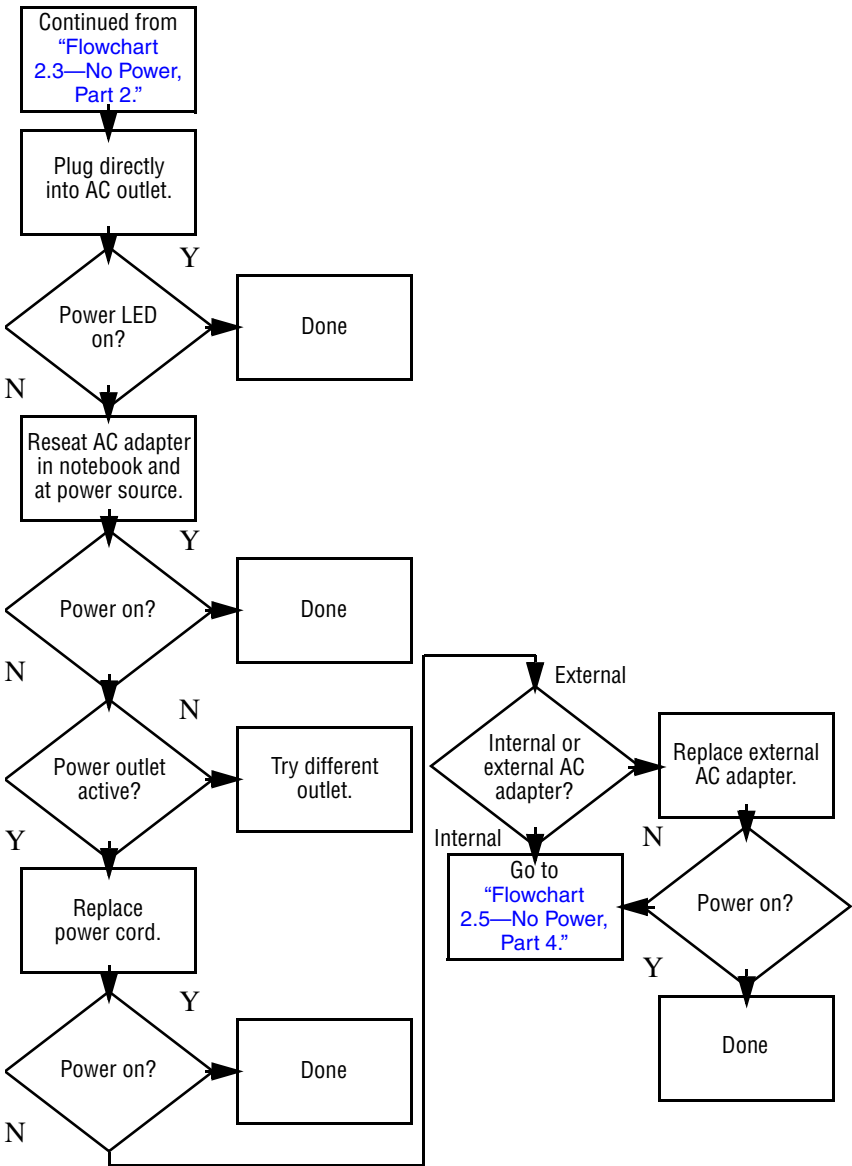 Continued from
“Flowchart
2.3—No Power,
Part 2.”
Plug directly
into AC outlet.
Y
Power LED
on?
Done
N
Reseat AC adapter
in notebook and
at power source.
Y
Power on?
Done
N
N
Power outlet
active?
Try different
outlet.
Y
Replace
power cord.
Y
Power on?
Done
N
External
Internal or
external AC
adapter?
Replace external
AC adapter.
Internal
N
Go to
“Flowchart
2.5—No Power,
Part 4.”
Power on?
Y
Done